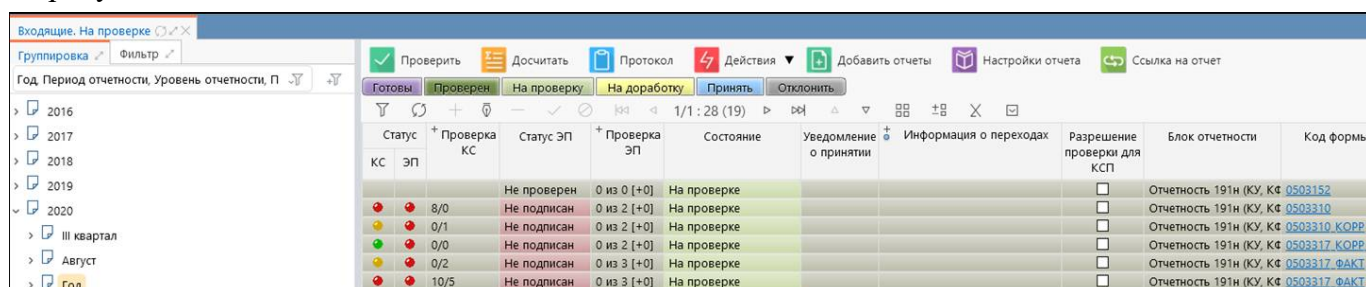 Входящие. На проверке
Группировка Фильтр
Год, Период отчетности, Уровень отчетности, П
2016
2017
2018
2019
2020
III квартал
Август
Год
Проверить Досчитать Протокол Действия Добавить отчеты Настройки отчета Ссылка на отчет
Готовы Проверен На проверку На доработку Принять Отклонить
1/1 : 28 (19)
Статус Проверка КС Статус ЭП Проверка ЭП Состояние Уведомление о принятии Информация о переходах Разрешение проверки для КСП Блок отчетности Код формы
КС ЭП
Не проверен 0 из 0 [+0] На проверке Отчетность 191н (КУ, КФ 0503152
8/0 Не подписан 0 из 2 [+0] На проверке Отчетность 191н (КУ, КФ 0503310
0/1 Не подписан 0 из 2 [+0] На проверке Отчетность 191н (КУ, КФ 0503310_КОРР
0/0 Не подписан 0 из 2 [+0] На проверке Отчетность 191н (КУ, КФ 0503317_КОРР
0/2 Не подписан 0 из 3 [+0] На проверке Отчетность 191н (КУ, КФ 0503317_ФАКТ
10/5 Не подписан 0 из 3 [+0] На проверке Отчетность 191н (КУ, КФ 0503317_ФАКТ